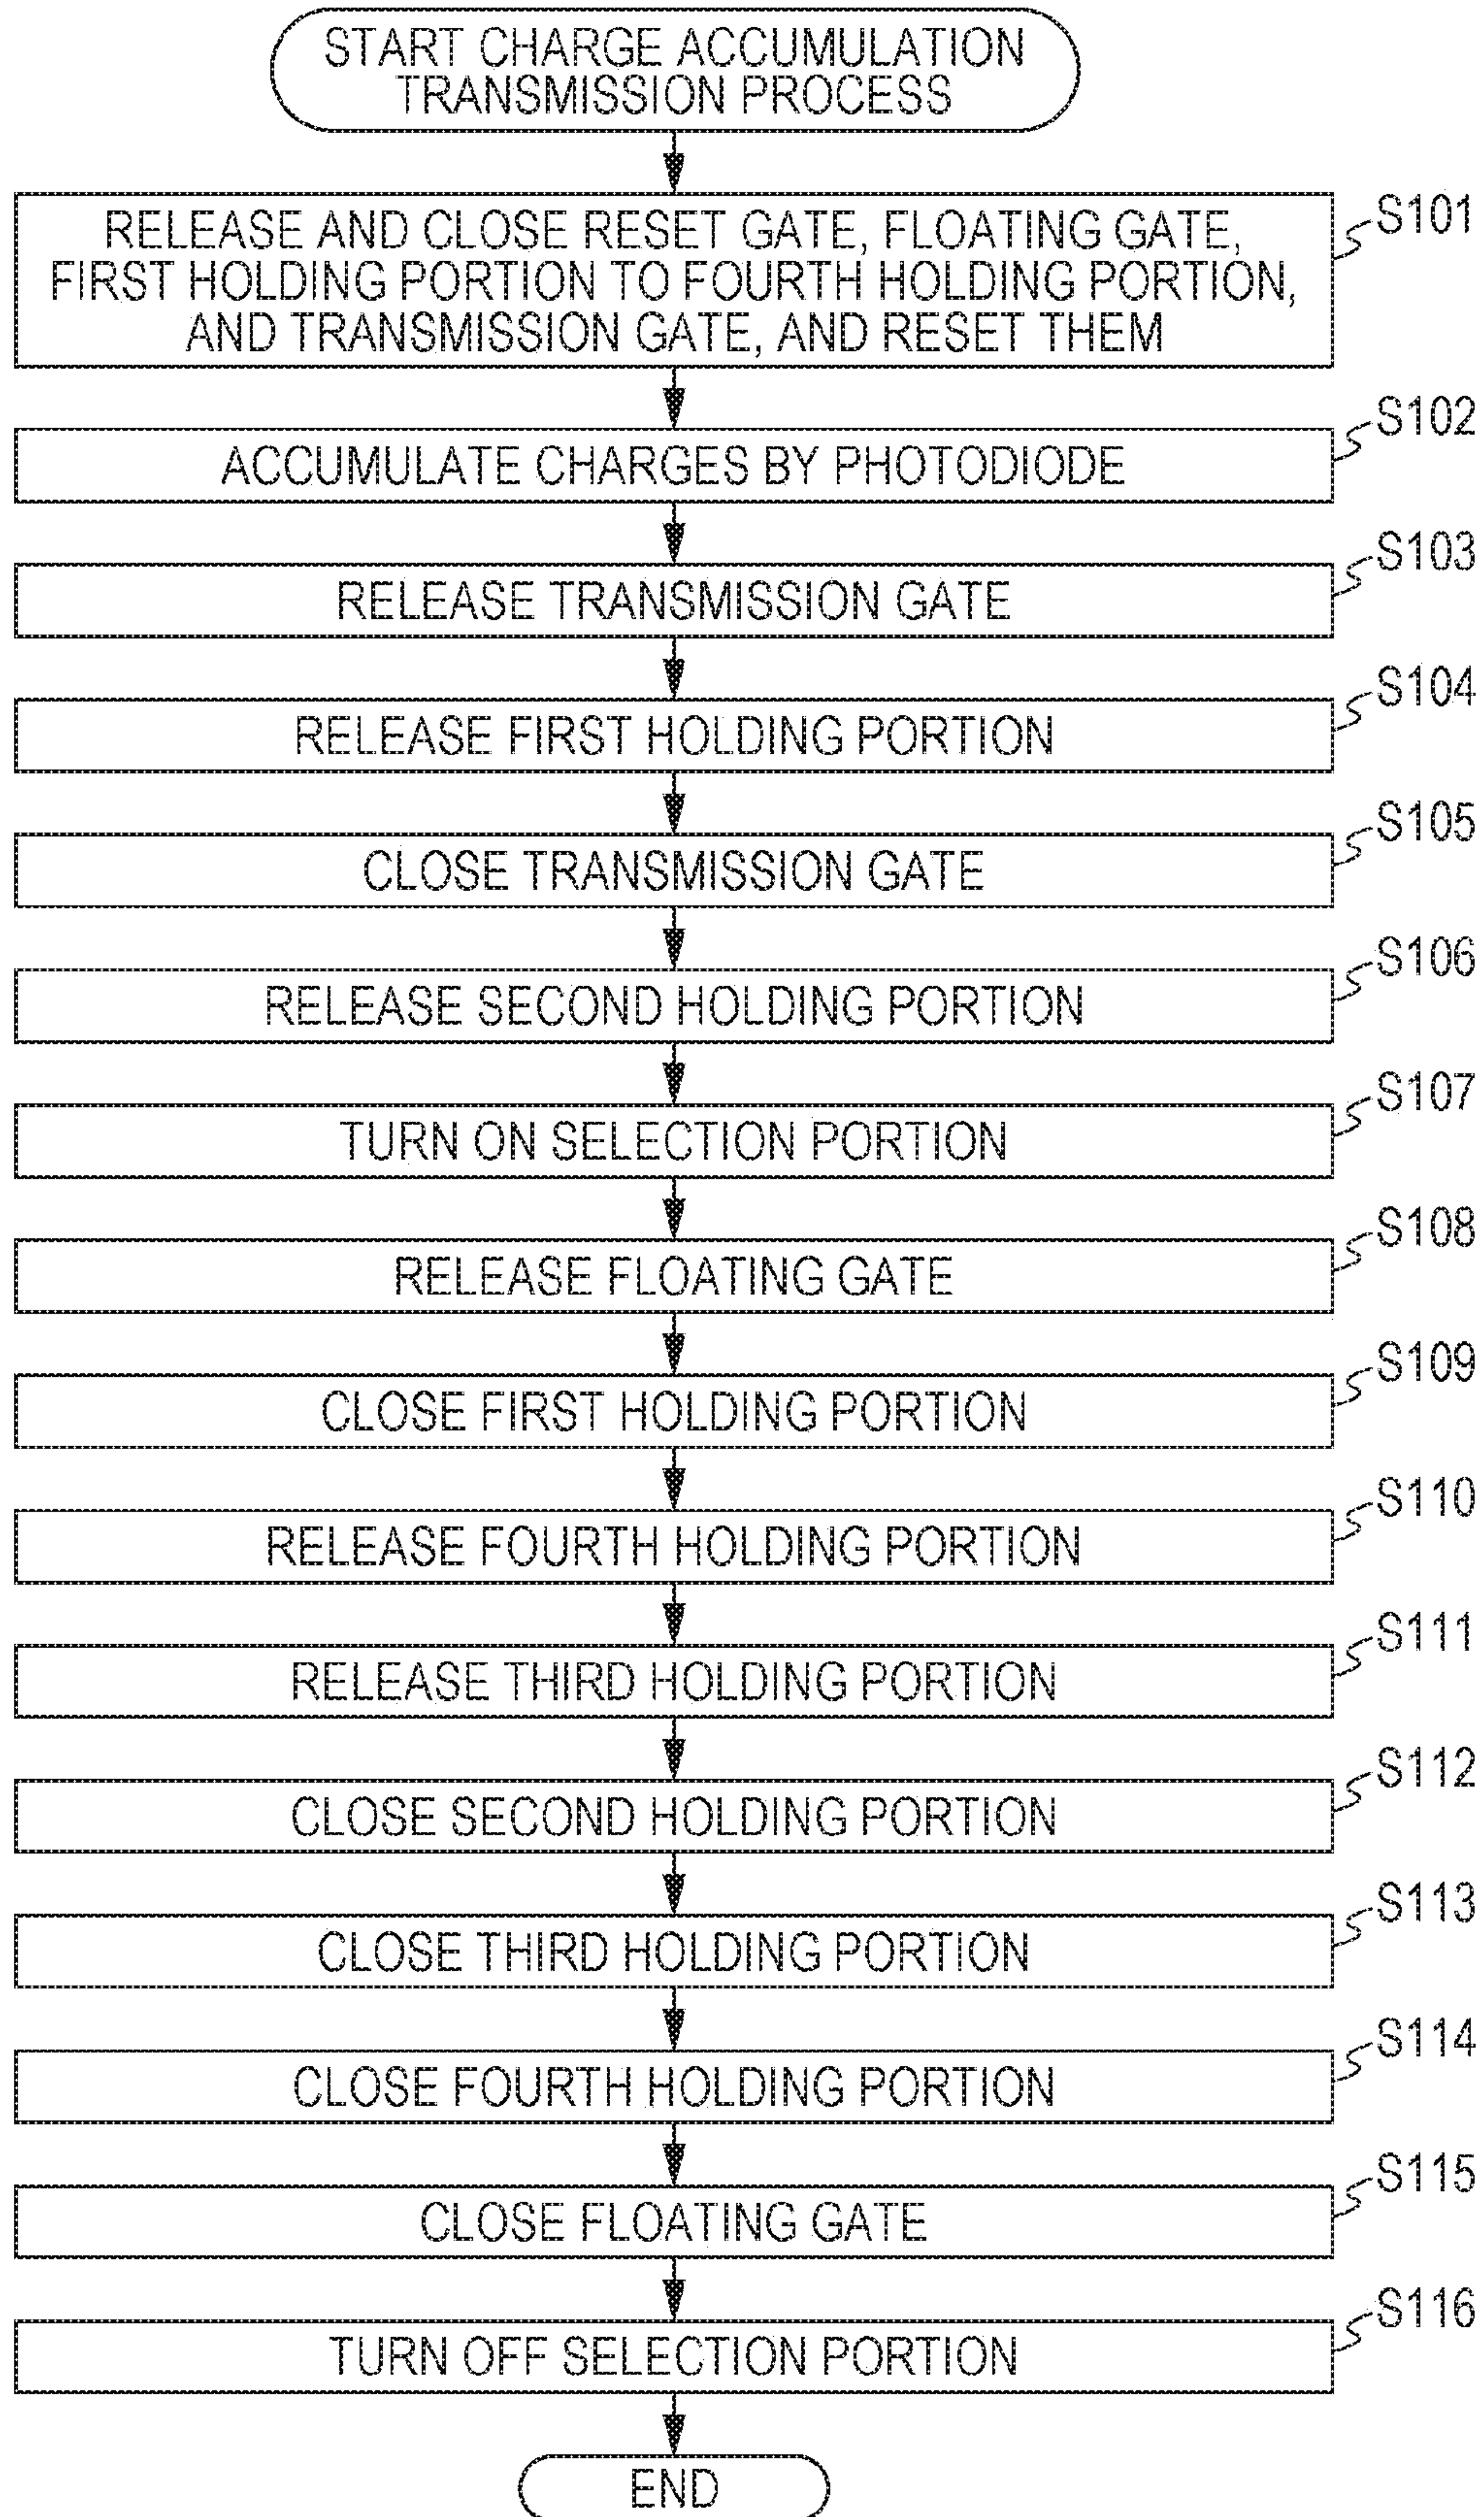 START CHARGE ACCUMULATION
TRANSMISSION PROCESS
RELEASE AND CLOSE RESET GATE, FLOATING GATE,
FIRST HOLDING PORTION TO FOURTH HOLDING PORTION,
AND TRANSMISSION GATE, AND RESET THEM
S101
ACCUMULATE CHARGES BY PHOTODIODE
S102
RELEASE TRANSMISSION GATE
S103
RELEASE FIRST HOLDING PORTION
S104
CLOSE TRANSMISSION GATE
S105
RELEASE SECOND HOLDING PORTION
S106
TURN ON SELECTION PORTION
S107
RELEASE FLOATING GATE
S108
CLOSE FIRST HOLDING PORTION
S109
RELEASE FOURTH HOLDING PORTION
S110
RELEASE THIRD HOLDING PORTION
S111
CLOSE SECOND HOLDING PORTION
S112
CLOSE THIRD HOLDING PORTION
S113
CLOSE FOURTH HOLDING PORTION
S114
CLOSE FLOATING GATE
S115
TURN OFF SELECTION PORTION
S116
END